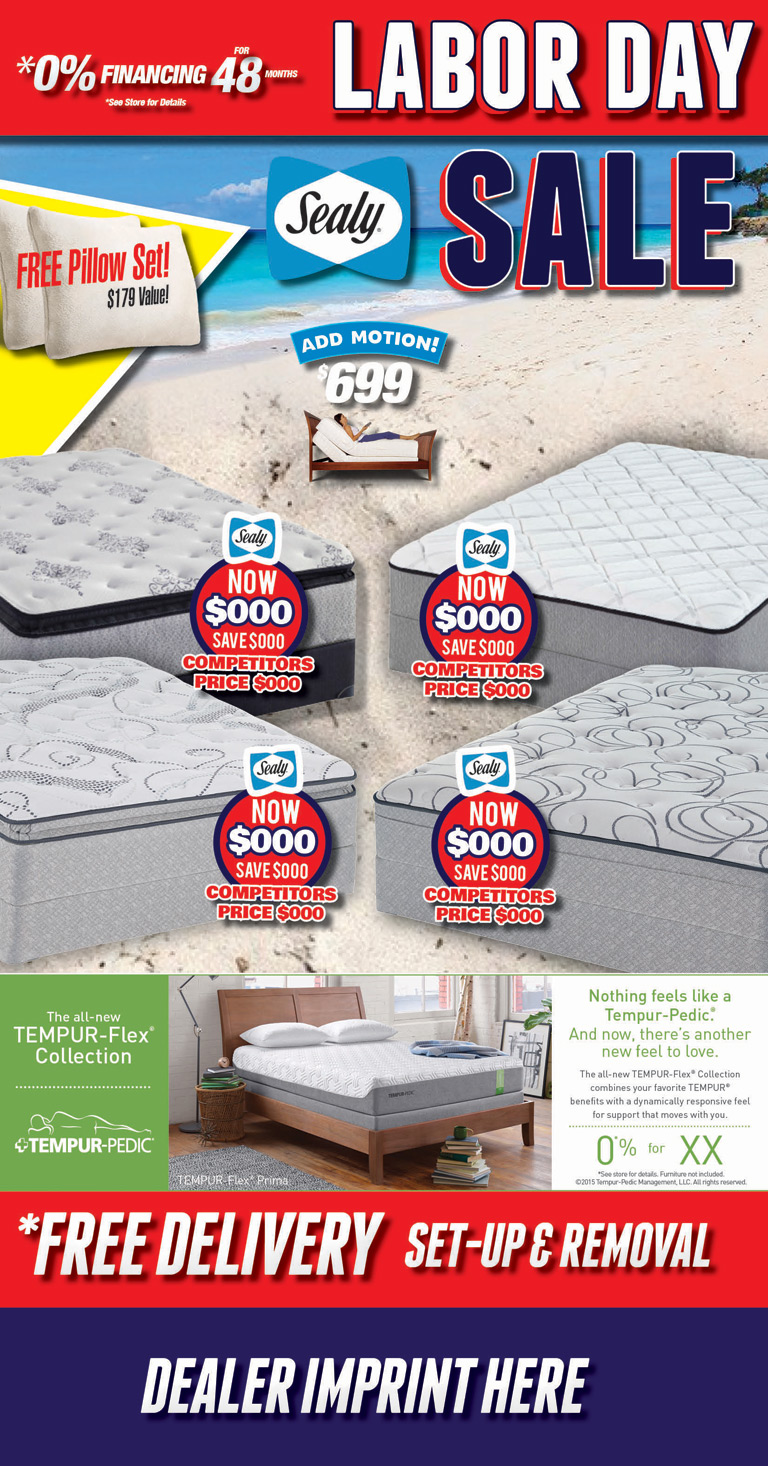 *0% FINANCING FOR 48 MONTHS
*See Store for Details
LABOR DAY
Sealy®
SALE
FREE Pillow Set!
$179 Value!
ADD MOTION!
$699
Sealy
NOW
$000
SAVE $000
COMPETITORS
PRICE $000
Sealy
NOW
$000
SAVE $000
COMPETITORS
PRICE $000
Sealy
NOW
$000
SAVE $000
COMPETITORS
PRICE $000
Sealy
NOW
$000
SAVE $000
COMPETITORS
PRICE $000
The all-new
TEMPUR-Flex®
Collection
TEMPUR-PEDIC®
TEMPUR-PEDIC
TEMPUR-Flex® Prima
Nothing feels like a
Tempur-Pedic.®
And now, there's another
new feel to love.
The all-new TEMPUR-Flex® Collection
combines your favorite TEMPUR®
benefits with a dynamically responsive feel
for support that moves with you.
0*% for XX
*See store for details. Furniture not included.
©2015 Tempur-Pedic Management, LLC. All rights reserved.
*FREE DELIVERY SET-UP & REMOVAL
DEALER IMPRINT HERE